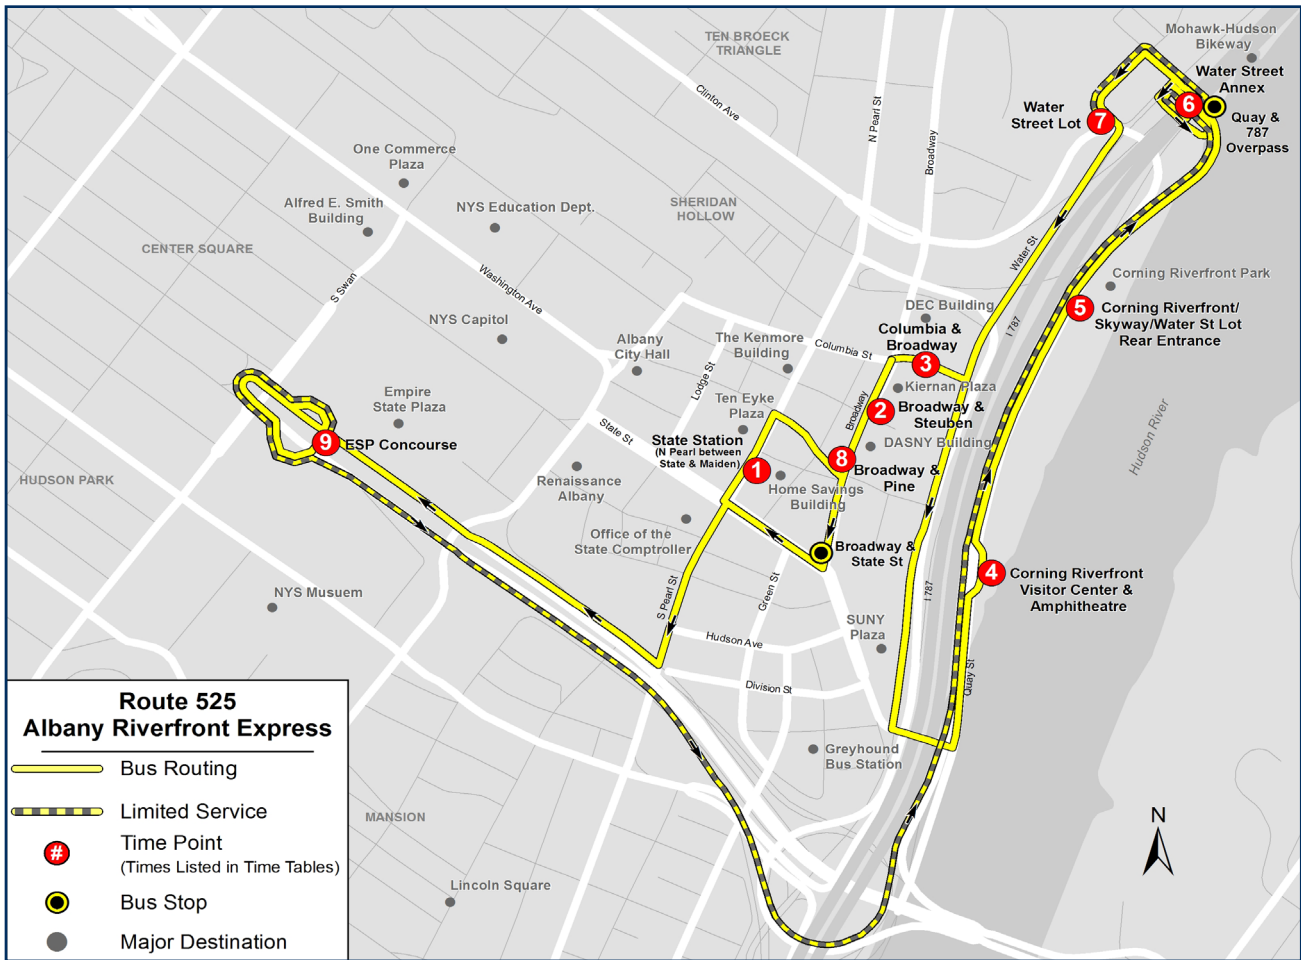 Mohawk-Hudson
Bikeway
TEN BROECK
TRIANGLE
Water Street
Annex
Clinton Ave
N Pearl St
Broadway
Water
Street Lot
7
6
Quay &
787
Overpass
One Commerce
Plaza
Alfred E. Smith
Building
NYS Education Dept.
SHERIDAN
HOLLOW
CENTER SQUARE
S Swan
Washington Ave
Water St
I 787
Corning Riverfront Park
5
Corning Riverfront/
Skyway/Water St Lot
Rear Entrance
NYS Capitol
Albany
City Hall
The Kenmore
Building
Columbia St
DEC Building
Columbia &
Broadway
3
Kiernan Plaza
Lodge St
Empire
State Plaza
Ten Eyke
Plaza
Broadway
2
Broadway &
Steuben
Hudson River
9
ESP Concourse
State St
State Station
(N Pearl between
State & Maiden)
1
DASNY Building
8
Broadway &
Pine
HUDSON PARK
Renaissance
Albany
Home Savings
Building
Office of the
State Comptroller
Broadway &
State St
4
Corning Riverfront
Visitor Center &
Amphitheatre
NYS Musuem
S Pearl St
Green St
I 787
SUNY
Plaza
Hudson Ave
Division St
Quay St
Greyhound
Bus Station
MANSION
Lincoln Square
N
Route 525
Albany Riverfront Express
Bus Routing
Limited Service
#
Time Point
(Times Listed in Time Tables)
Bus Stop
Major Destination